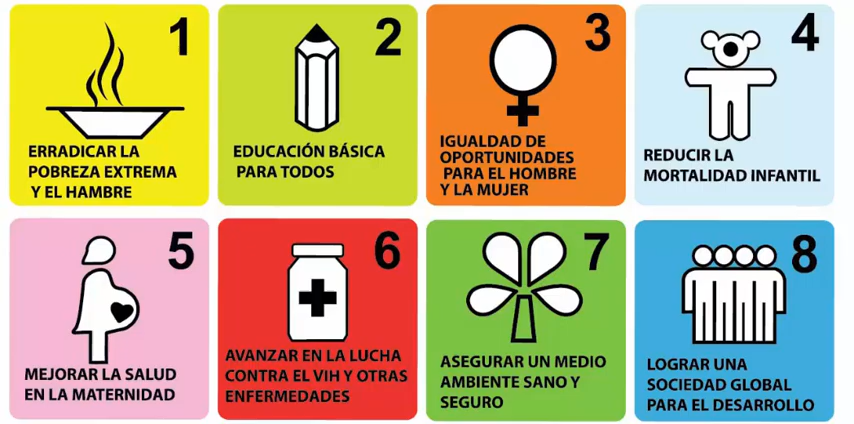 1
ERRADICAR LA
POBREZA EXTREMA
Y EL HAMBRE
2
EDUCACIÓN BÁSICA
PARA TODOS
3
IGUALDAD DE
OPORTUNIDADES
PARA EL HOMBRE
Y LA MUJER
4
REDUCIR LA
MORTALIDAD INFANTIL
5
MEJORAR LA SALUD
EN LA MATERNIDAD
6
AVANZAR EN LA LUCHA
CONTRA EL VIH Y OTRAS
ENFERMEDADES
7
ASEGURAR UN MEDIO
AMBIENTE SANO Y
SEGURO
8
LOGRAR UNA
SOCIEDAD GLOBAL
PARA EL DESARROLLO